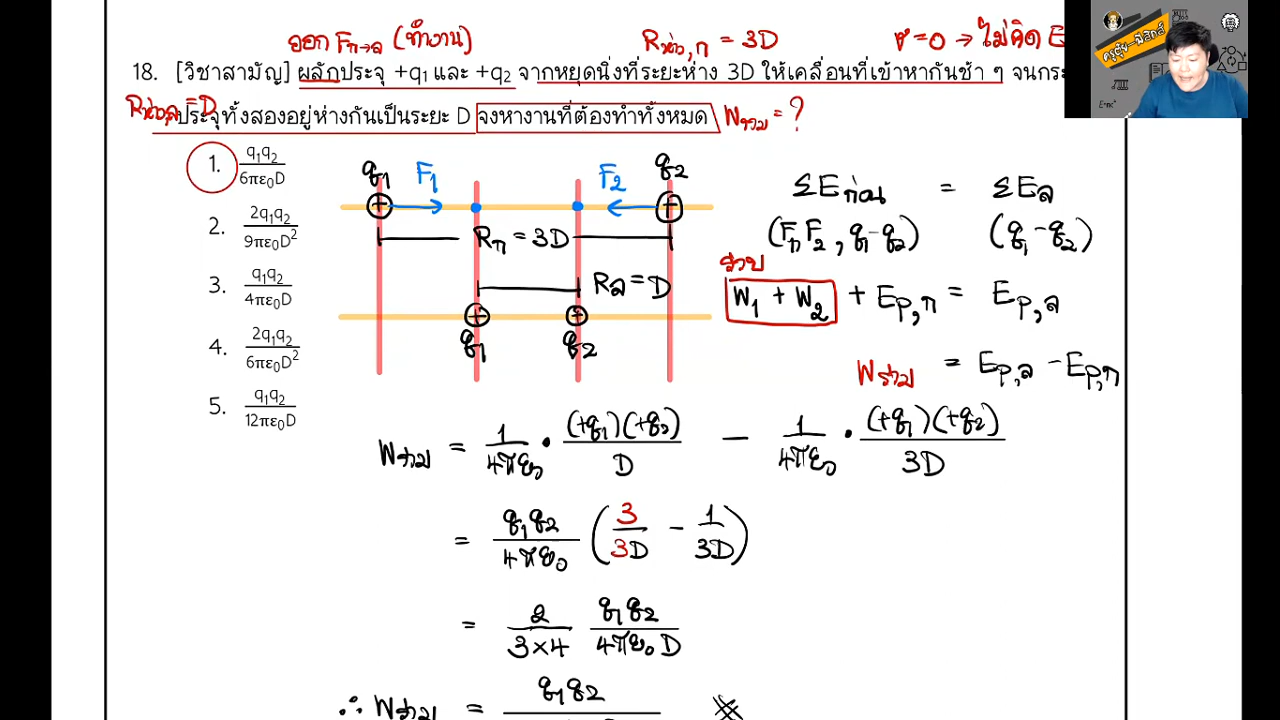 ออก Fก→ล (ทำงาน)
Rห่าง,ก = 3D
v = 0 → ไม่คิด E
18. [วิชาสามัญ] ผลักประจุ +q₁ และ +q₂ จากหยุดนิ่งที่ระยะห่าง 3D ให้เคลื่อนที่เข้าหากันช้า ๆ จนกระ
ประจุทั้งสองอยู่ห่างกันเป็นระยะ D จงหางานที่ต้องทำทั้งหมด Wรวม = ?
1. q₁q₂/6πε₀D
2. 2q₁q₂/9πε₀D²
3. q₁q₂/4πε₀D
4. 2q₁q₂/6πε₀D²
5. q₁q₂/12πε₀D
q₁ F₁ F₂ q₂
+ +
Rก = 3D
Rล = D
+ +
q₁ q₂
ΣEก่อน = ΣEล
(F₁, F₂, q₁-q₂) (q₁-q₂)
รวม
W₁ + W₂ + Ep,ก = Ep,ล
Wรวม = Ep,ล - Ep,ก
Wรวม = 1/4πε₀ • (+q₁)(+q₂)/D - 1/4πε₀ • (+q₁)(+q₂)/3D
= q₁q₂/4πε₀ (3/3D - 1/3D)
= 2/3×4 q₁q₂/4πε₀D
∴ Wรวม = q₁q₂
ครูตุ้ย-ฟิสิกส์
E=mc²